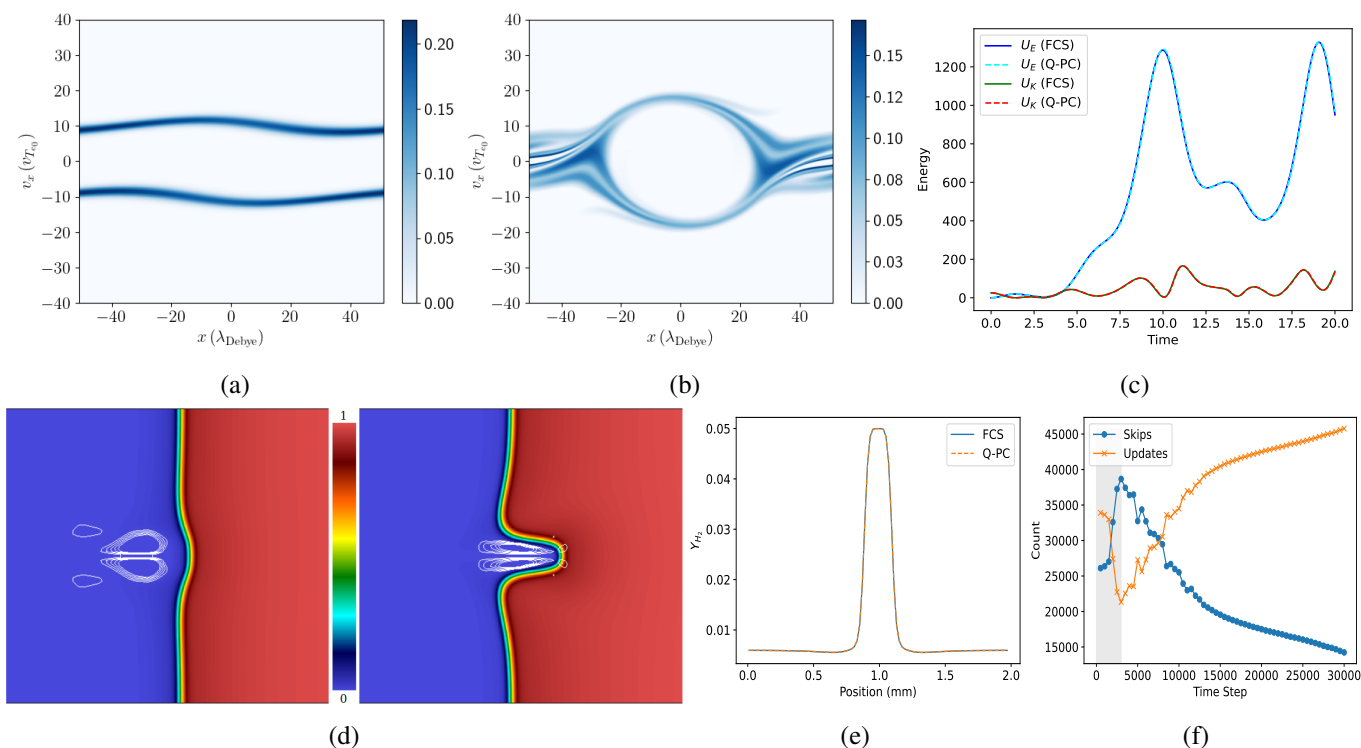 40
30
20
10
0
−10
−20
−30
−40
v_x (v_{T_{e0}})
−40 −20 0 20 40
x (λ_Debye)
0.20
0.15
0.10
0.05
0.00
(a)
40
30
20
10
0
−10
−20
−30
−40
v_x (v_{T_{e0}})
−40 −20 0 20 40
x (λ_Debye)
0.15
0.12
0.10
0.08
0.05
0.03
0.00
(b)
U_E (FCS)
U_E (Q-PC)
U_K (FCS)
U_K (Q-PC)
1200
1000
800
600
400
200
0
Energy
0.0 2.5 5.0 7.5 10.0 12.5 15.0 17.5 20.0
Time
(c)
1
0
(d)
0.05
0.04
0.03
0.02
0.01
Y_{H_2}
FCS
Q-PC
0.0 0.5 1.0 1.5 2.0
Position (mm)
(e)
45000
40000
35000
30000
25000
20000
15000
Count
Skips
Updates
0 5000 10000 15000 20000 25000 30000
Time Step
(f)